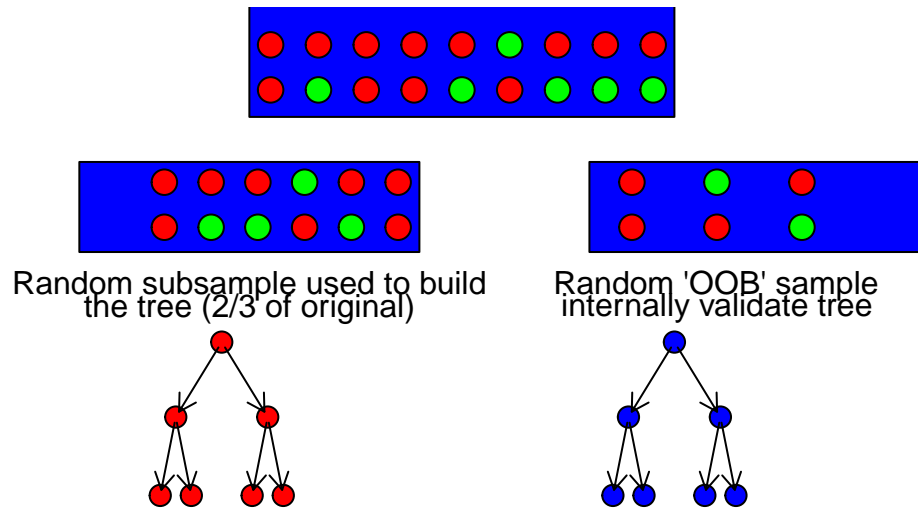 Random subsample used to build
the tree (2/3 of original)
Random 'OOB' sample
internally validate tree